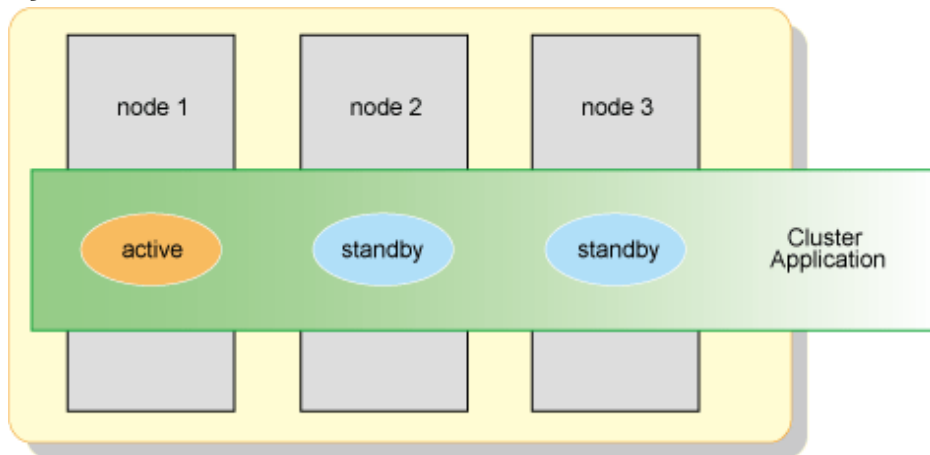 node 1
node 2
node 3
active
standby
standby
Cluster
Application